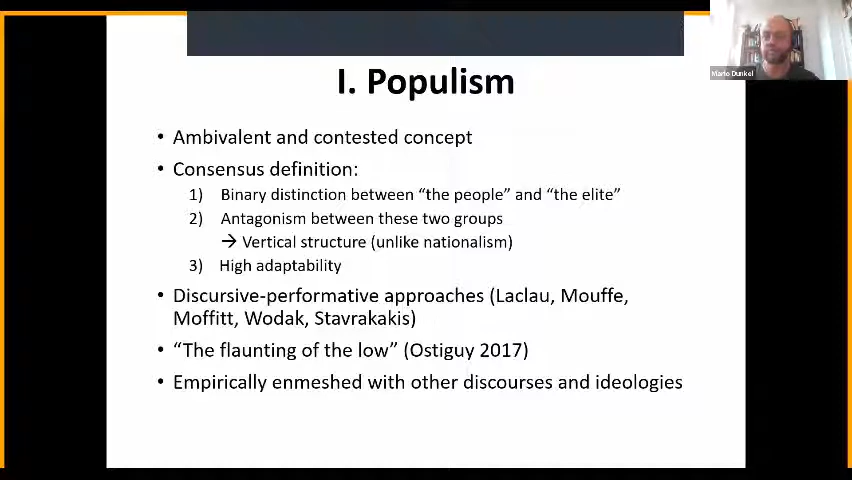 Mario Dunkel
I. Populism
• Ambivalent and contested concept
• Consensus definition:
1) Binary distinction between “the people” and “the elite”
2) Antagonism between these two groups
→ Vertical structure (unlike nationalism)
3) High adaptability
• Discursive-performative approaches (Laclau, Mouffe,
Moffitt, Wodak, Stavrakakis)
• “The flaunting of the low” (Ostiguy 2017)
• Empirically enmeshed with other discourses and ideologies